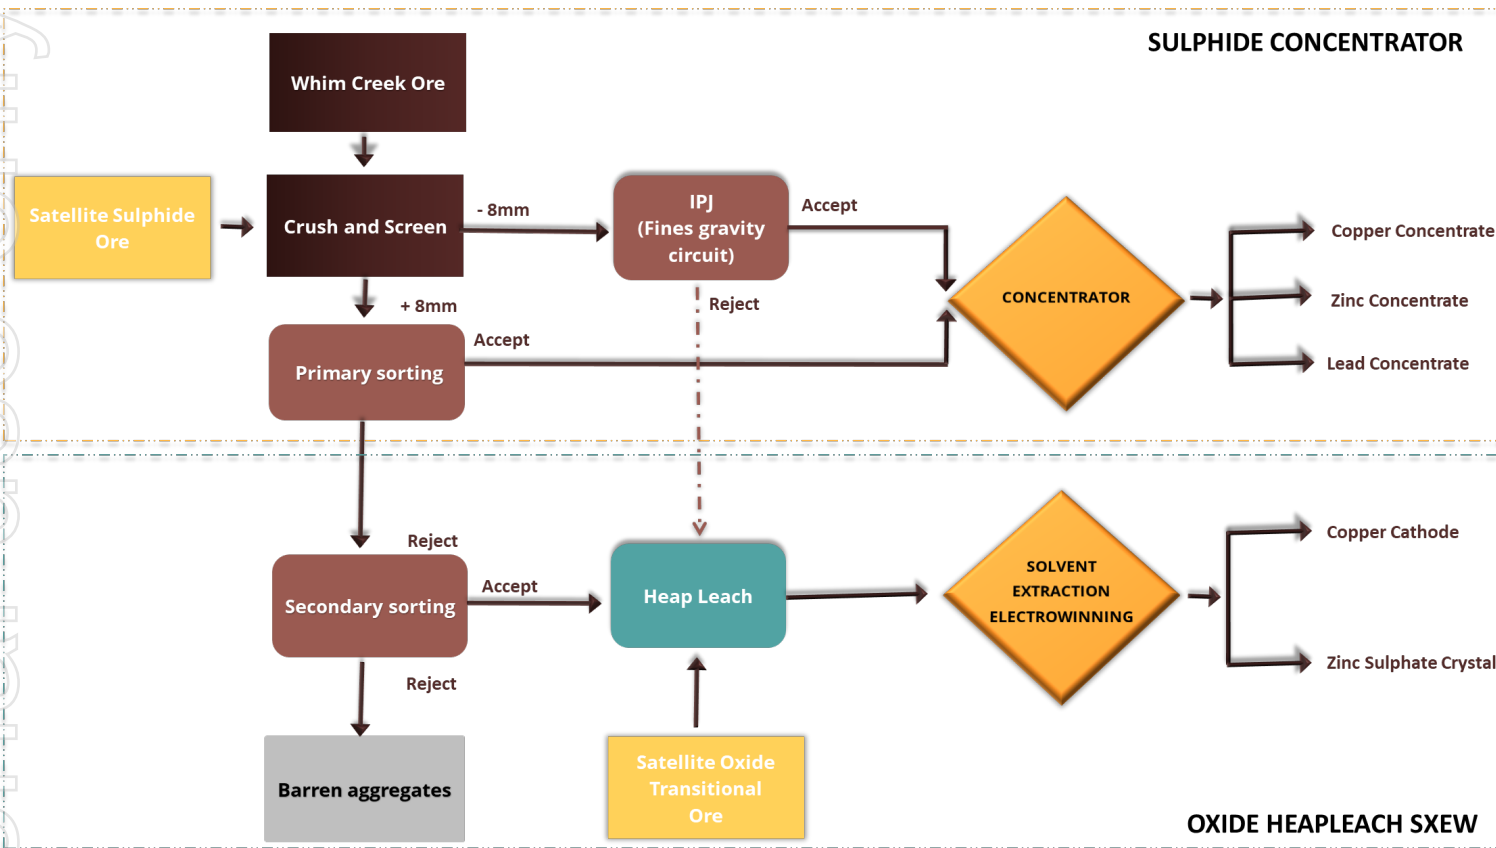 SULPHIDE CONCENTRATOR
Whim Creek Ore
Satellite Sulphide
Ore
Crush and Screen
- 8mm
IPJ
(Fines gravity
circuit)
Accept
Reject
+ 8mm
Primary sorting
Accept
CONCENTRATOR
Copper Concentrate
Zinc Concentrate
Lead Concentrate
Reject
Secondary sorting
Accept
Heap Leach
SOLVENT
EXTRACTION
ELECTROWINNING
Copper Cathode
Zinc Sulphate Crystal
Reject
Barren aggregates
Satellite Oxide
Transitional
Ore
OXIDE HEAPLEACH SXEW